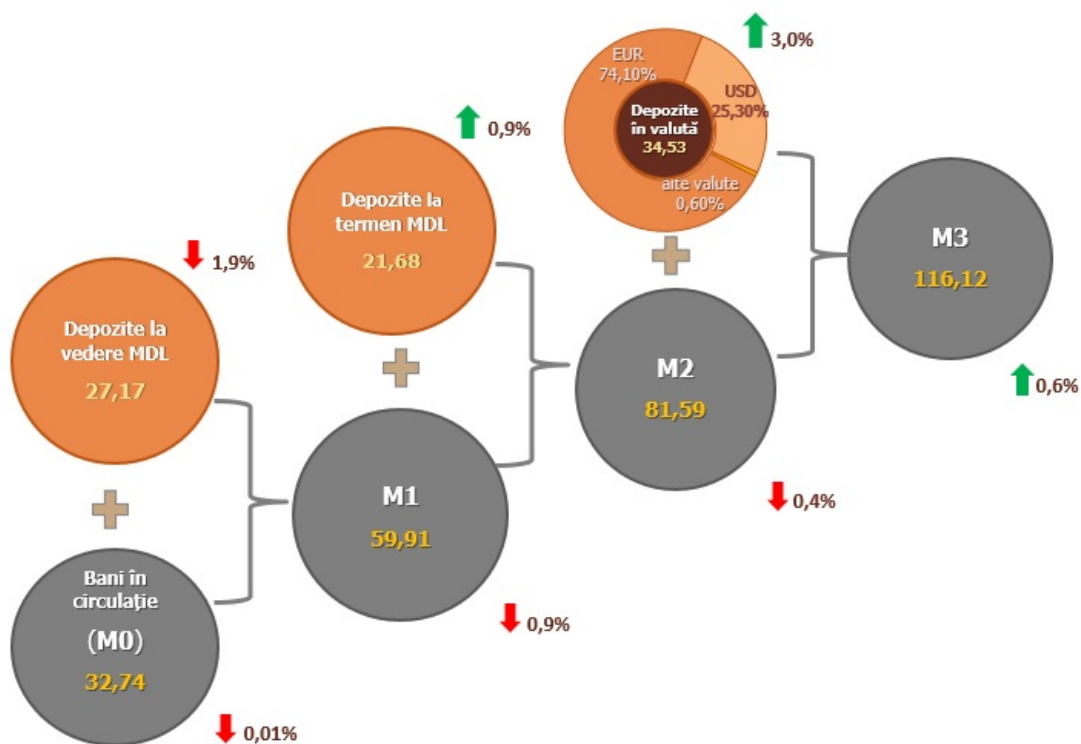 EUR
74,10%
USD
25,30%
Depozite
în valută
34,53
alte valute
0,60%
3,0%
Depozite la
termen MDL
21,68
0,9%
Depozite la
vedere MDL
27,17
1,9%
M3
116,12
0,6%
M2
81,59
0,4%
M1
59,91
0,9%
Bani în
circulație
(M0)
32,74
0,01%